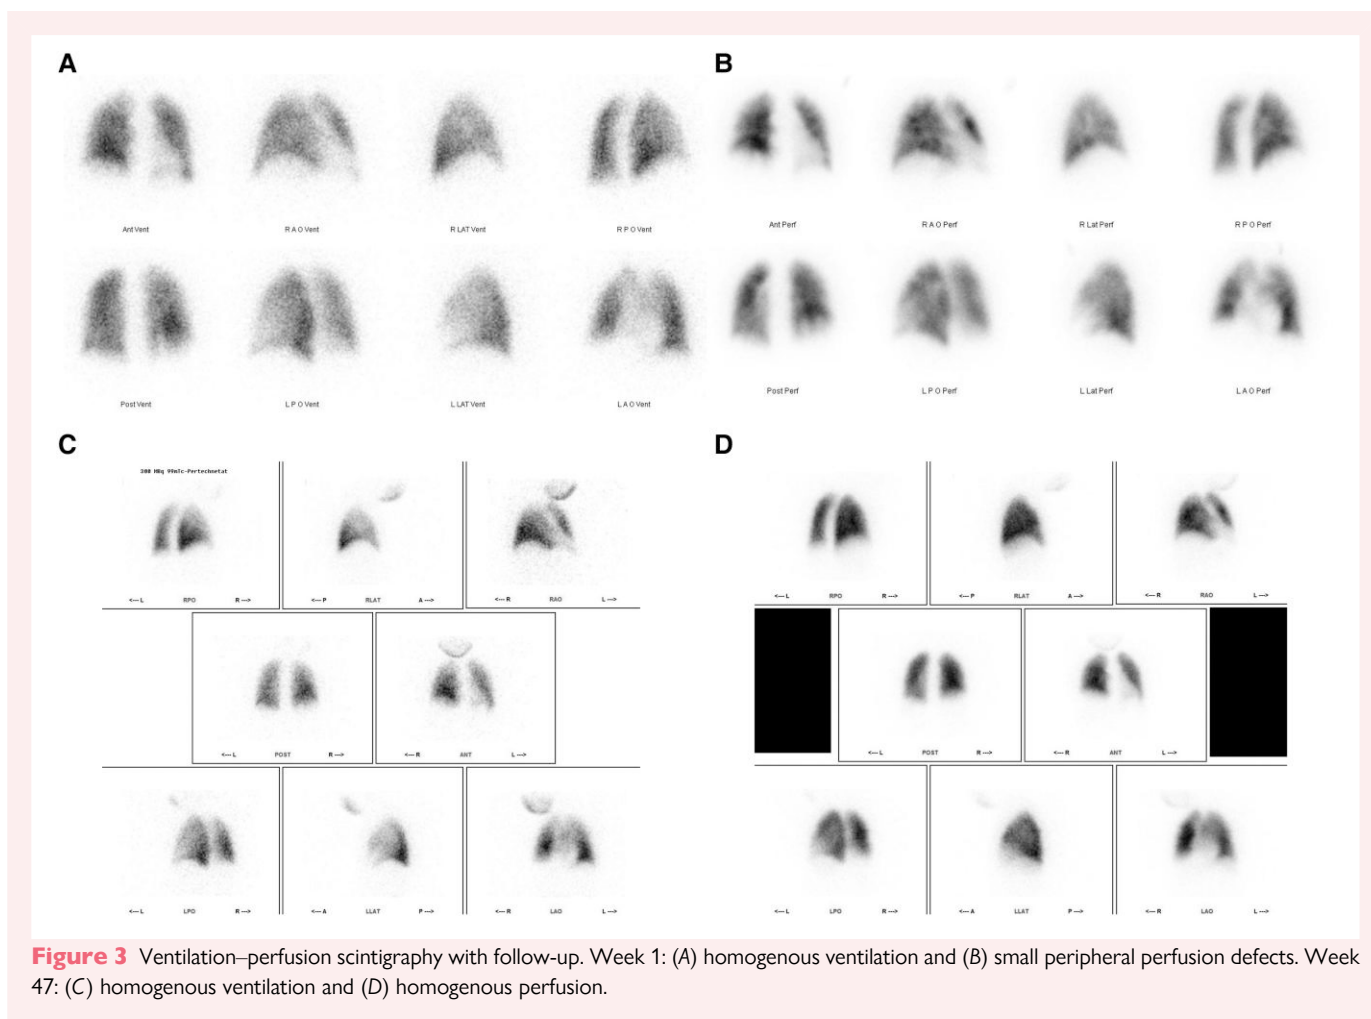 A
B
Ant Vent
R A O Vent
R LAT Vent
R P O Vent
Ant Perf
R A O Perf
R Lat Perf
R P O Perf
Post Vent
L P O Vent
L LAT Vent
L A O Vent
Post Perf
L P O Perf
L Lat Perf
L A O Perf
C
300 MBq 99mTc-Pertechnetat
<--- L RPO R --->
<--- P RLAT A --->
<--- R RAO L --->
<--- L POST R --->
<--- R ANT L --->
<--- L LPO R --->
<--- A LLAT P --->
<--- R LAO L --->
D
<--- L RPO R --->
<--- P RLAT A --->
<--- R RAO L --->
<--- L POST R --->
<--- R ANT L --->
<--- L LPO R --->
<--- A LLAT P --->
<--- R LAO L --->
Figure 3 Ventilation–perfusion scintigraphy with follow-up. Week 1: (A) homogenous ventilation and (B) small peripheral perfusion defects. Week
47: (C) homogenous ventilation and (D) homogenous perfusion.